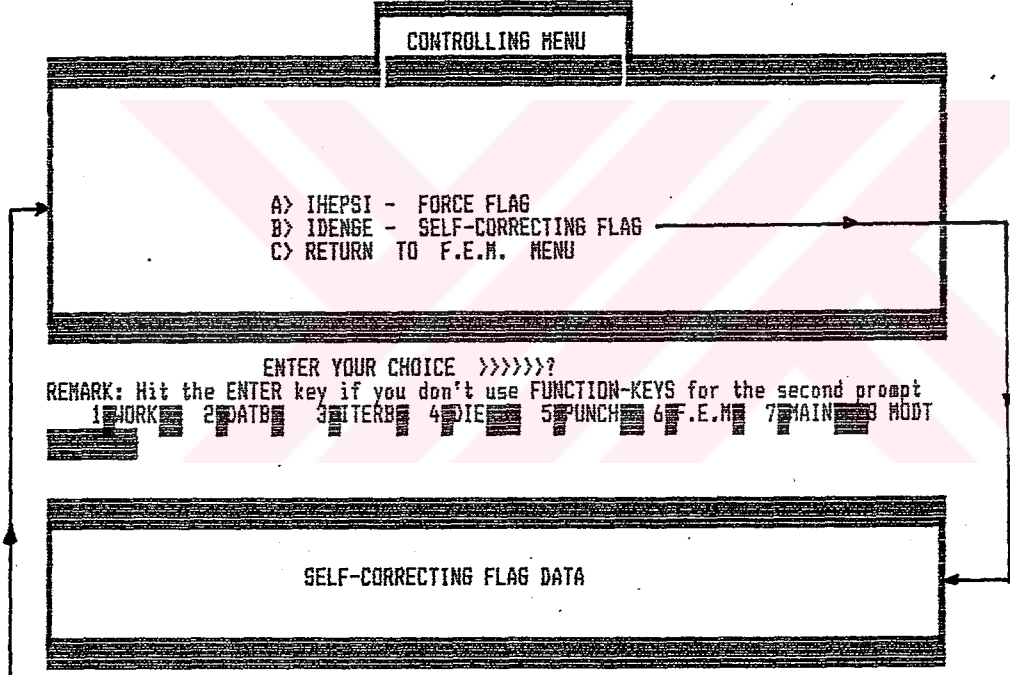 CONTROLLING MENU
A> IHEPSI - FORCE FLAG
B> IDENGE - SELF-CORRECTING FLAG
C> RETURN TO F.E.M. MENU
ENTER YOUR CHOICE >>>>>>?
REMARK: Hit the ENTER key if you don't use FUNCTION-KEYS for the second prompt
1 WORK 2 DATB 3 ITERB 4 DIE 5 PUNCH 6 F.E.M 7 MAIN 8 MODT
SELF-CORRECTING FLAG DATA